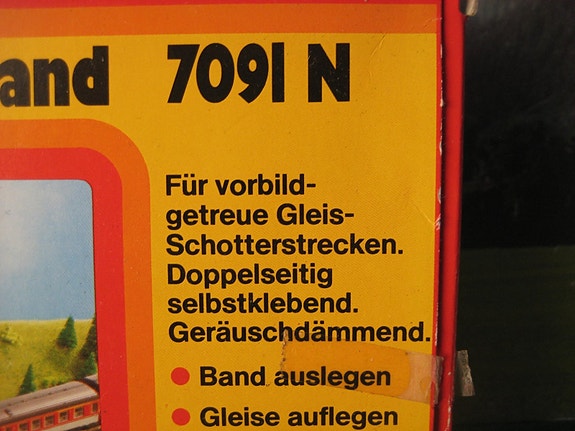 and 7091 N
Für vorbild-
getreue Gleis-
Schotterstrecken.
Doppelseitig
selbstklebend.
Geräuschdämmend.
● Band auslegen
● Gleise auflegen